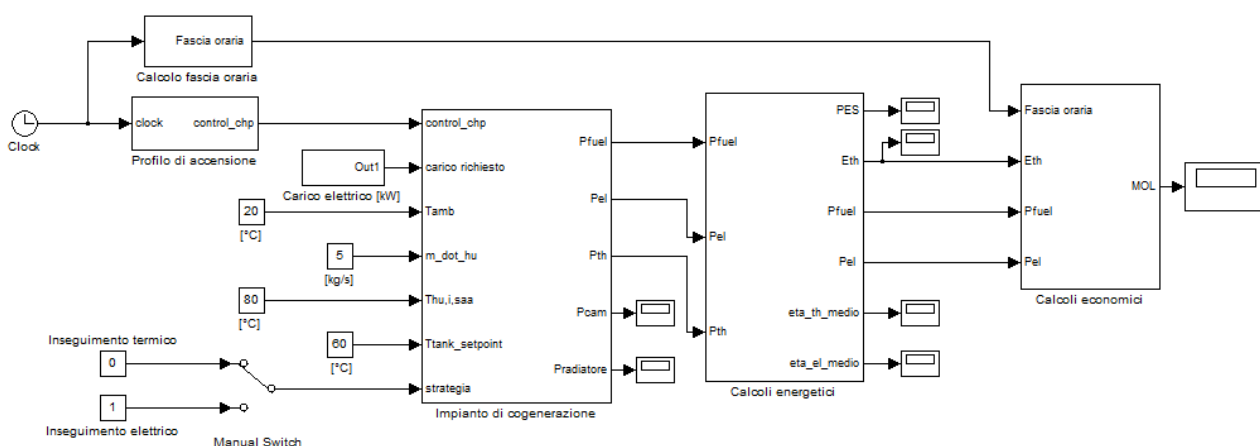 Fascia oraria
Calcolo fascia oraria
Clock
clock control_chp
Profilo di accensione
Out1
Carico elettrico [kW]
20
[°C]
5
[kg/s]
80
[°C]
60
[°C]
Inseguimento termico
0
1
Inseguimento elettrico
Manual Switch
control_chp
carico richiesto
Tamb
m_dot_hu
Thu,i,saa
Ttank_setpoint
strategia
Pfuel
Pel
Pth
Pcam
Pradiatore
Impianto di cogenerazione
Pfuel
Pel
Pth
PES
Eth
Pfuel
Pel
eta_th_medio
eta_el_medio
Calcoli energetici
Fascia oraria
Eth
Pfuel
Pel
MOL
Calcoli economici